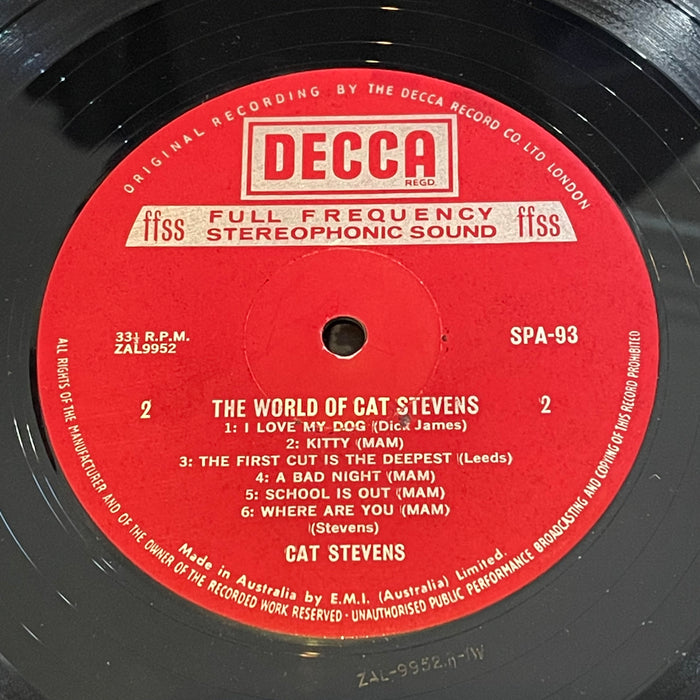 ORIGINAL RECORDING BY THE DECCA RECORD CO. LTD LONDON
DECCA
REGD.
ffss FULL FREQUENCY STEREOPHONIC SOUND ffss
33⅓ R.P.M.
ZAL9952
SPA-93
2 THE WORLD OF CAT STEVENS 2
1: I LOVE MY DOG (Dick James)
2: KITTY (MAM)
3: THE FIRST CUT IS THE DEEPEST (Leeds)
4: A BAD NIGHT (MAM)
5: SCHOOL IS OUT (MAM)
6: WHERE ARE YOU (MAM)
(Stevens)
CAT STEVENS
Made in Australia by E.M.I. (Australia) Limited.
ALL RIGHTS OF THE MANUFACTURER AND OF THE OWNER OF THE RECORDED WORK RESERVED · UNAUTHORISED PUBLIC PERFORMANCE BROADCASTING AND COPYING OF THIS RECORD PROHIBITED
ZAL-9952